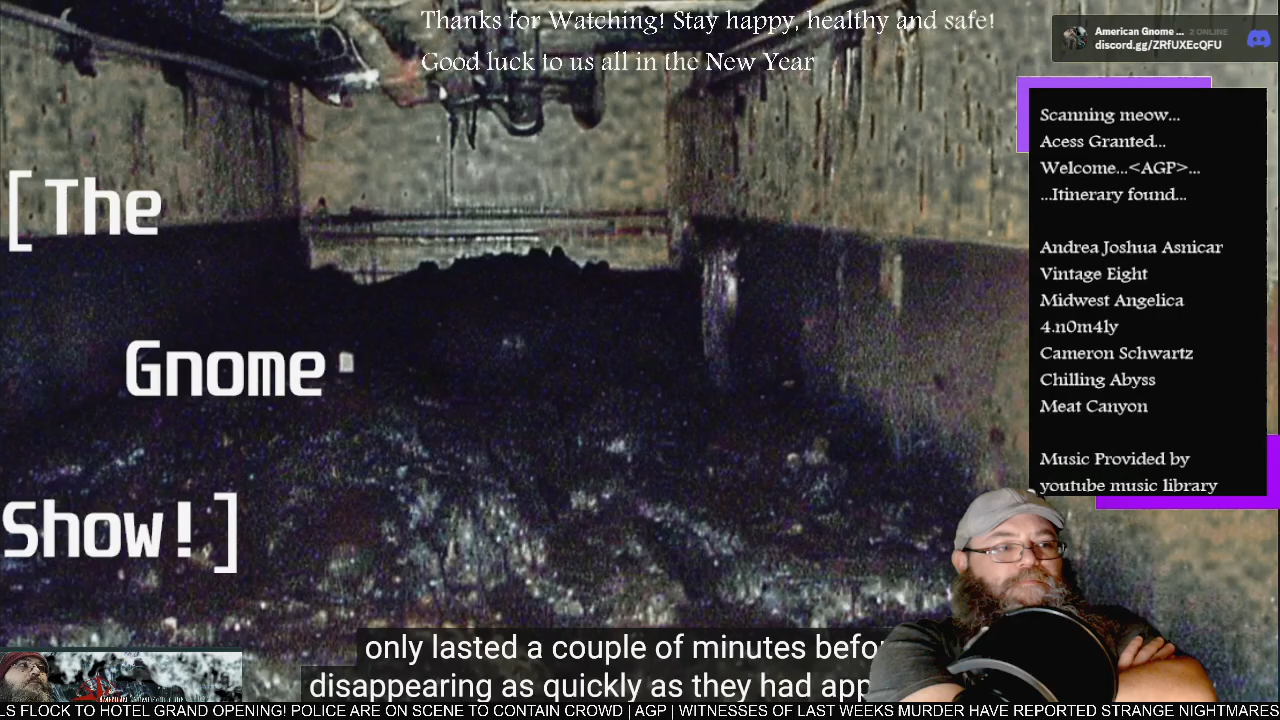 Thanks for Watching! Stay happy, healthy and safe!
Good luck to us all in the New Year
American Gnome ... 2 ONLINE
discord.gg/ZRfUXEcQFU
[The
Gnome
Show!]
Scanning meow...
Acess Granted...
Welcome...<AGP>...
...Itinerary found...
Andrea Joshua Asnicar
Vintage Eight
Midwest Angelica
4.n0m4ly
Cameron Schwartz
Chilling Abyss
Meat Canyon
Music Provided by
youtube music library
only lasted a couple of minutes befor
disappearing as quickly as they had app
LS FLOCK TO HOTEL GRAND OPENING! POLICE ARE ON SCENE TO CONTAIN CROWD | AGP | WITNESSES OF LAST WEEKS MURDER HAVE REPORTED STRANGE NIGHTMARES